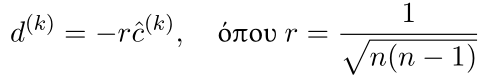 d^{(k)} = -r\hat{c}^{(k)}, όπου r = \frac{1}{\sqrt{n(n-1)}}